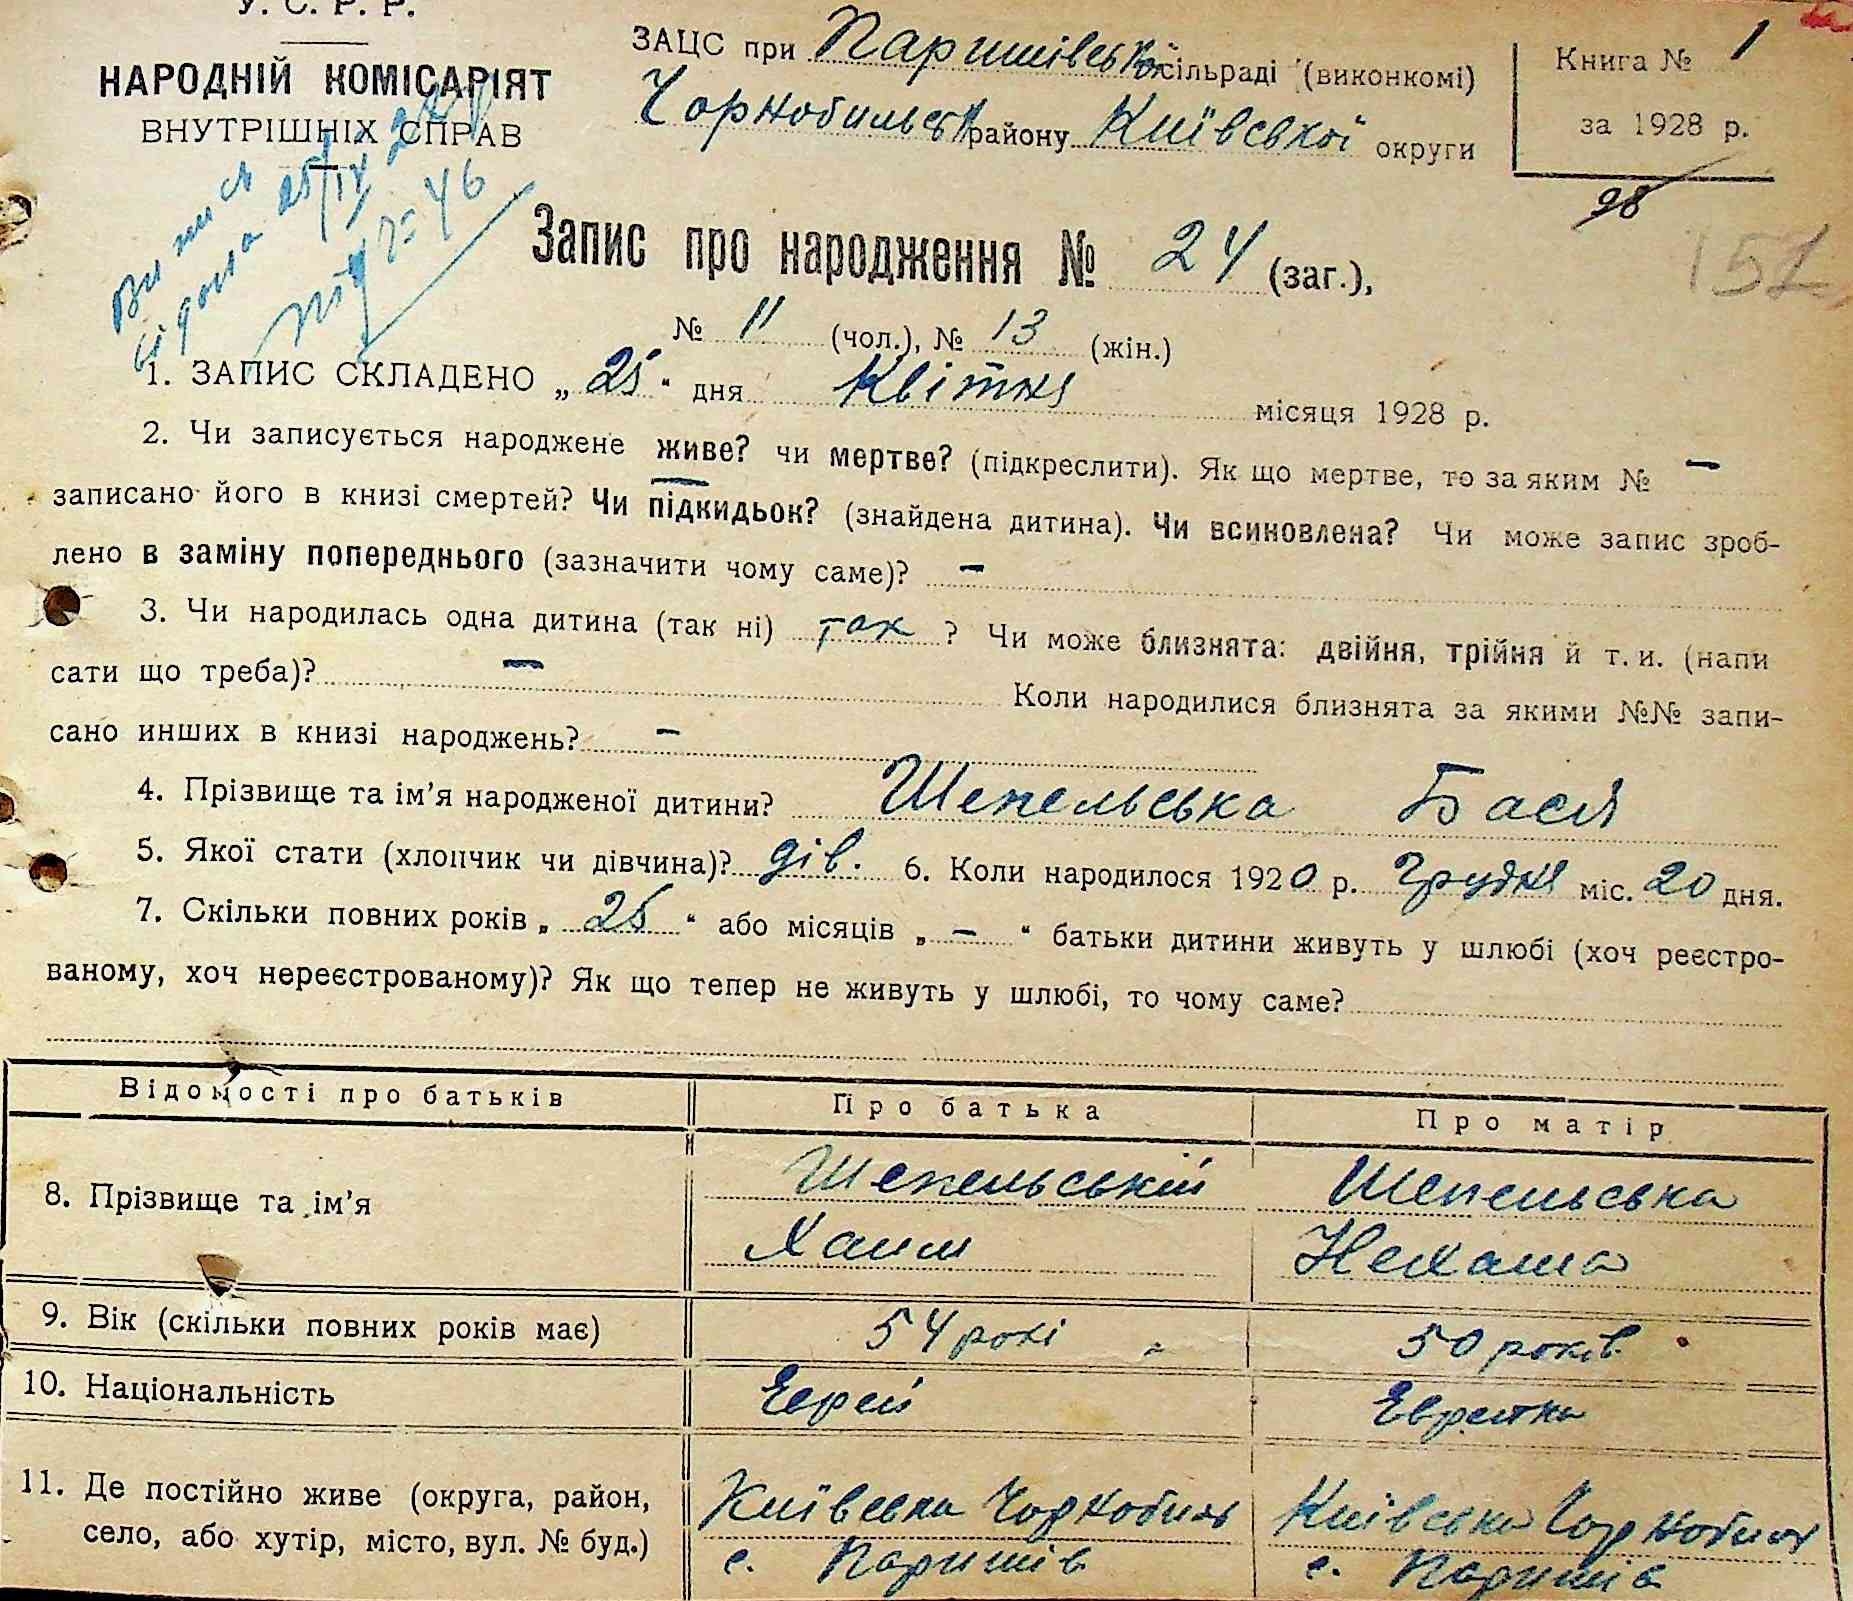 У. С. Р. Р.
НАРОДНІЙ КОМІСАРІЯТ
ВНУТРІШНІХ СПРАВ
ЗАЦС при Паришівській сільраді (виконкомі)
Чорнобильськ району Київської округи
Книга № 1
за 1928 р.
98
151
Запис про народження № 24 (заг.),
№ 11 (чол.), № 13 (жін.)
1. ЗАПИС СКЛАДЕНО „ 25 “ дня Квітня місяця 1928 р.
2. Чи записується народжене живе? чи мертве? (підкреслити). Як що мертве, то за яким № —
записано його в книзі смертей? Чи підкидьок? (знайдена дитина). Чи всиновлена? Чи може запис зроб-
лено в заміну попереднього (зазначити чому саме)? —
3. Чи народилась одна дитина (так ні) так ? Чи може близнята: двійня, трійня й т. и. (напи
сати що треба)? — Коли народилися близнята за якими №№ запи-
сано инших в книзі народжень? —
4. Прізвище та ім'я народженої дитини? Шепельська Бася
5. Якої стати (хлопчик чи дівчина)? дів. 6. Коли народилося 1920 р. Грудня міс. 20 дня.
7. Скільки повних років „ 25 “ або місяців „ — “ батьки дитини живуть у шлюбі (хоч реєстро-
ваному, хоч нереєстрованому)? Як що тепер не живуть у шлюбі, то чому саме?
Відомості про батьків Про батька Про матір
8. Прізвище та ім'я Шепельський Шепельська
Хаим Нехама
9. Вік (скільки повних років має) 54 рокі 50 років
10. Національність Еврей Евреика
11. Де постійно живе (округа, район,
село, або хутір, місто, вул. № буд.)
Київська Чорнобил
с. Паришів
Київська Чорнобил
с. Паришів